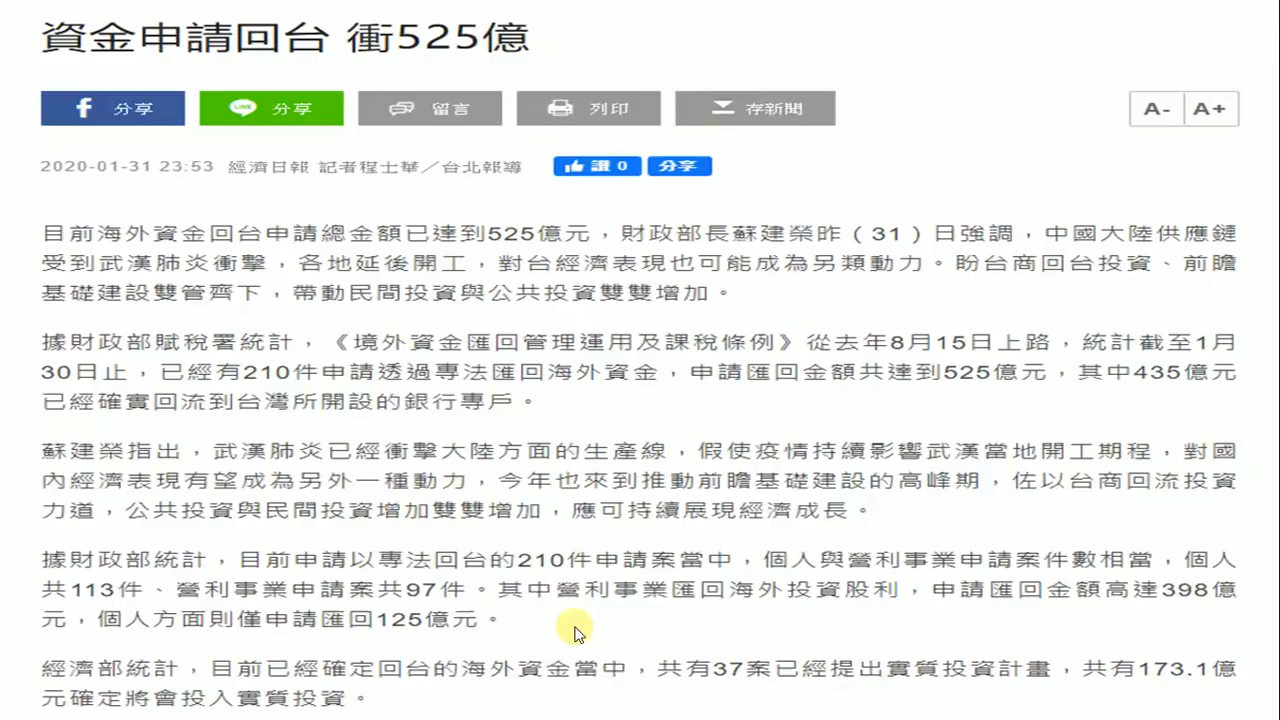 資金申請回台 衝525億
f 分享 LINE 分享 留言 列印 存新聞 A- A+
2020-01-31 23:53 經濟日報 記者程士華／台北報導 讚 0 分享
目前海外資金回台申請總金額已達到525億元，財政部長蘇建榮昨（31）日強調，中國大陸供應鏈
受到武漢肺炎衝擊，各地延後開工，對台經濟表現也可能成為另類動力。盼台商回台投資、前瞻
基礎建設雙管齊下，帶動民間投資與公共投資雙雙增加。
據財政部賦稅署統計，《境外資金匯回管理運用及課稅條例》從去年8月15日上路，統計截至1月
30日止，已經有210件申請透過專法匯回海外資金，申請匯回金額共達到525億元，其中435億元
已經確實回流到台灣所開設的銀行專戶。
蘇建榮指出，武漢肺炎已經衝擊大陸方面的生產線，假使疫情持續影響武漢當地開工期程，對國
內經濟表現有望成為另外一種動力，今年也來到推動前瞻基礎建設的高峰期，佐以台商回流投資
力道，公共投資與民間投資增加雙雙增加，應可持續展現經濟成長。
據財政部統計，目前申請以專法回台的210件申請案當中，個人與營利事業申請案件數相當，個人
共113件、營利事業申請案共97件。其中營利事業匯回海外投資股利，申請匯回金額高達398億
元，個人方面則僅申請匯回125億元。
經濟部統計，目前已經確定回台的海外資金當中，共有37案已經提出實質投資計畫，共有173.1億
元確定將會投入實質投資。